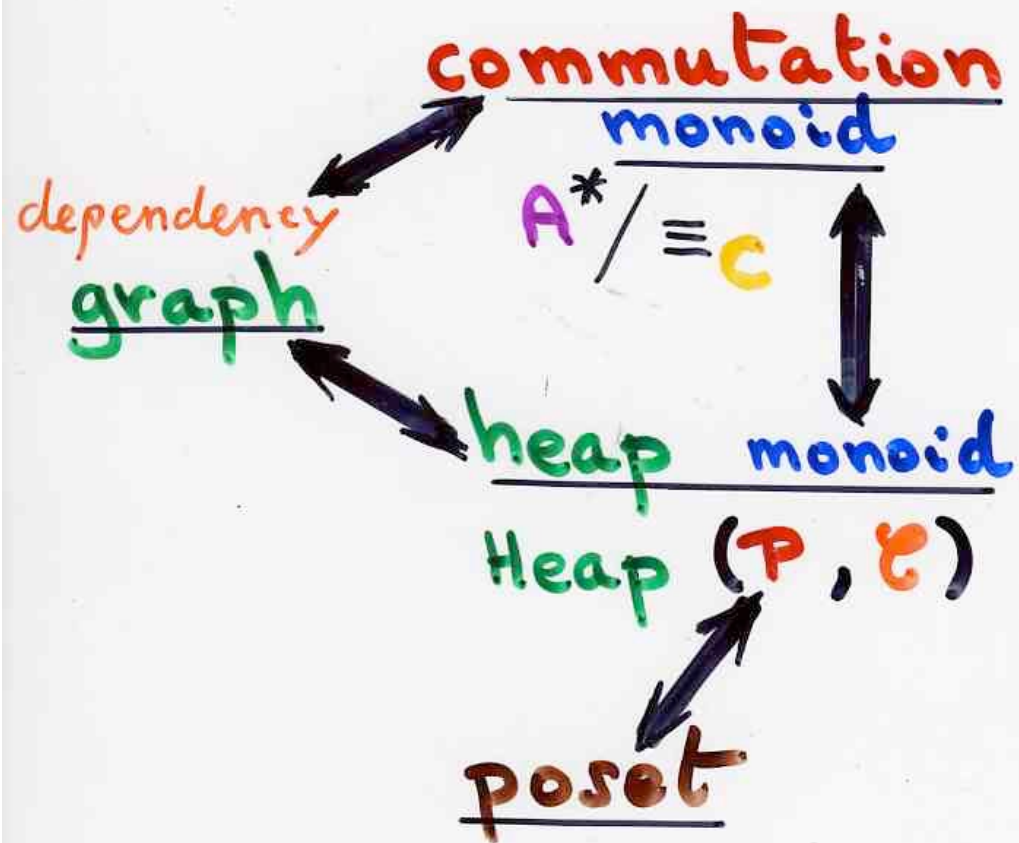 commutation
monoid
A* / ≡C
dependency
graph
heap monoid
Heap (P, C)
poset